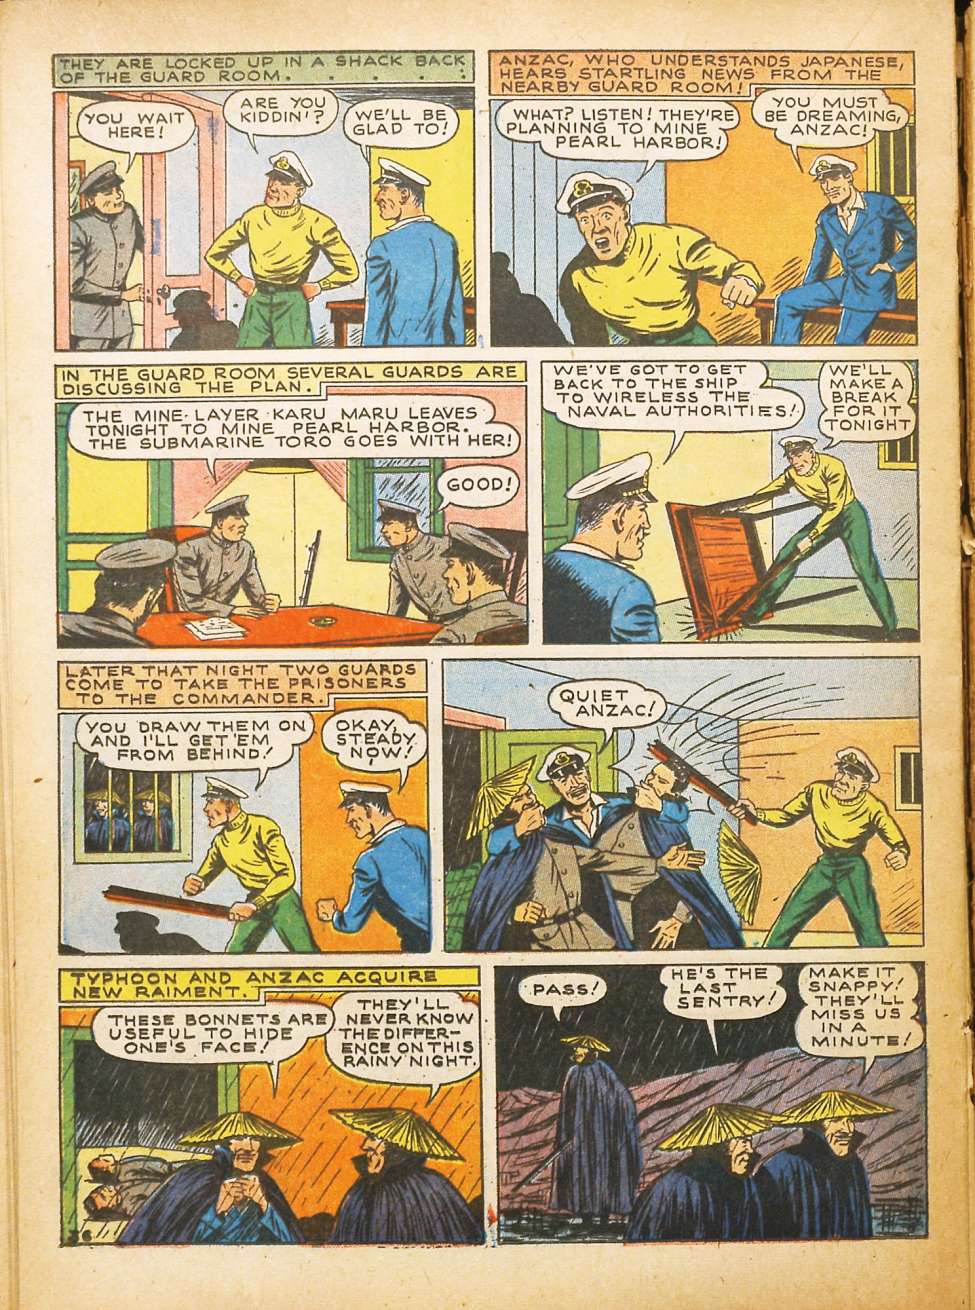 THEY ARE LOCKED UP IN A SHACK BACK
OF THE GUARD ROOM. . . . . .
YOU WAIT
HERE!
ARE YOU
KIDDIN'?
WE'LL BE
GLAD TO!
ANZAC, WHO UNDERSTANDS JAPANESE,
HEARS STARTLING NEWS FROM THE
NEARBY GUARD ROOM!
WHAT? LISTEN! THEY'RE
PLANNING TO MINE
PEARL HARBOR!
YOU MUST
BE DREAMING,
ANZAC!
IN THE GUARD ROOM SEVERAL GUARDS ARE
DISCUSSING THE PLAN.
THE MINE-LAYER KARU MARU LEAVES
TONIGHT TO MINE PEARL HARBOR.
THE SUBMARINE TORO GOES WITH HER!
GOOD!
WE'VE GOT TO GET
BACK TO THE SHIP
TO WIRELESS THE
NAVAL AUTHORITIES!
WE'LL
MAKE A
BREAK
FOR IT
TONIGHT
LATER THAT NIGHT TWO GUARDS
COME TO TAKE THE PRISONERS
TO THE COMMANDER.
YOU DRAW THEM ON
AND I'LL GET 'EM
FROM BEHIND!
OKAY,
STEADY
NOW!
QUIET
ANZAC!
TYPHOON AND ANZAC ACQUIRE
NEW RAIMENT.
THESE BONNETS ARE
USEFUL TO HIDE
ONE'S FACE!
THEY'LL
NEVER KNOW
THE DIFFER-
ENCE ON THIS
RAINY NIGHT.
PASS!
HE'S THE
LAST
SENTRY!
MAKE IT
SNAPPY!
THEY'LL
MISS US
IN A
MINUTE!